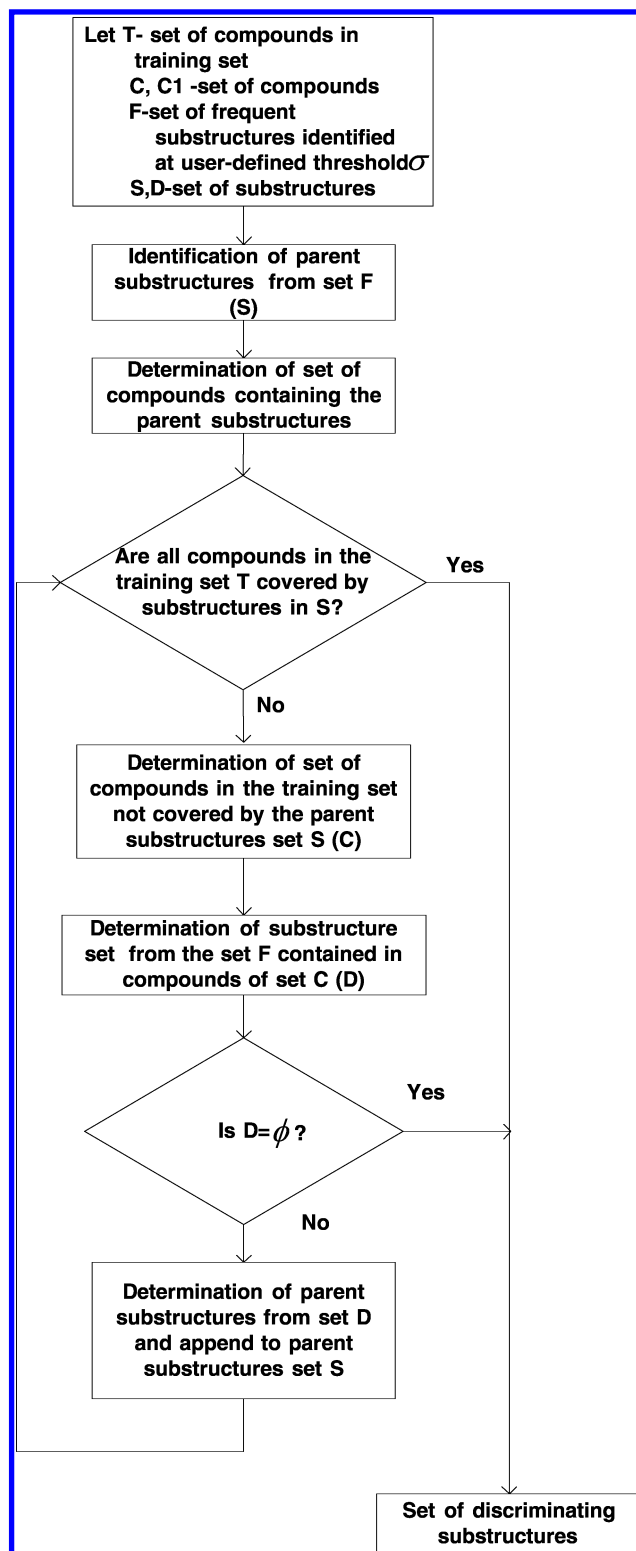 Let T- set of compounds in
training set
C, C1 -set of compounds
F-set of frequent
substructures identified
at user-defined thresholdσ
S,D-set of substructures
Identification of parent
substructures from set F
(S)
Determination of set of
compounds containing the
parent substructures
Are all compounds in the
training set T covered by
substructures in S?
Yes
No
Determination of set of
compounds in the training set
not covered by the parent
substructures set S (C)
Determination of substructure
set from the set F contained in
compounds of set C (D)
Is D=ϕ ?
Yes
No
Determination of parent
substructures from set D
and append to parent
substructures set S
Set of discriminating
substructures